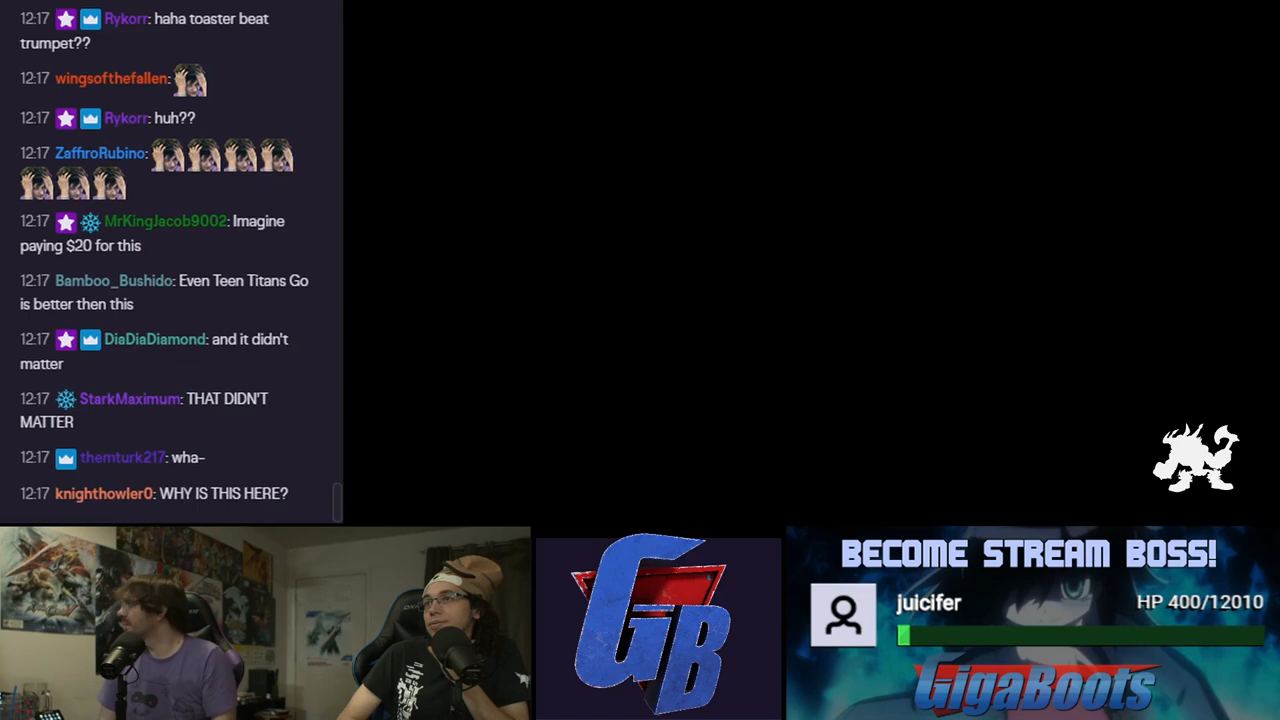 12:17 Rykorr: haha toaster beat
trumpet??
12:17 wingsofthefallen:
12:17 Rykorr: huh??
12:17 ZaffiroRubino:
12:17 MrKingJacob9002: Imagine
paying $20 for this
12:17 Bamboo_Bushido: Even Teen Titans Go
is better then this
12:17 DiaDiaDiamond: and it didn't
matter
12:17 StarkMaximum: THAT DIDN'T
MATTER
12:17 themturk217: wha-
12:17 knighthowler0: WHY IS THIS HERE?
GB
BECOME STREAM BOSS!
juicifer HP 400/12010
GigaBoots